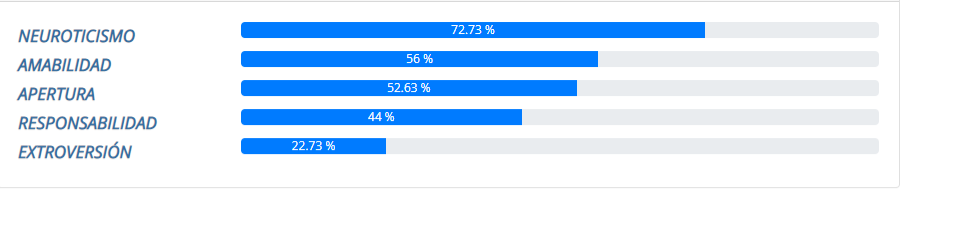 NEUROTICISMO 72.73 %
AMABILIDAD 56 %
APERTURA 52.63 %
RESPONSABILIDAD 44 %
EXTROVERSIÓN 22.73 %